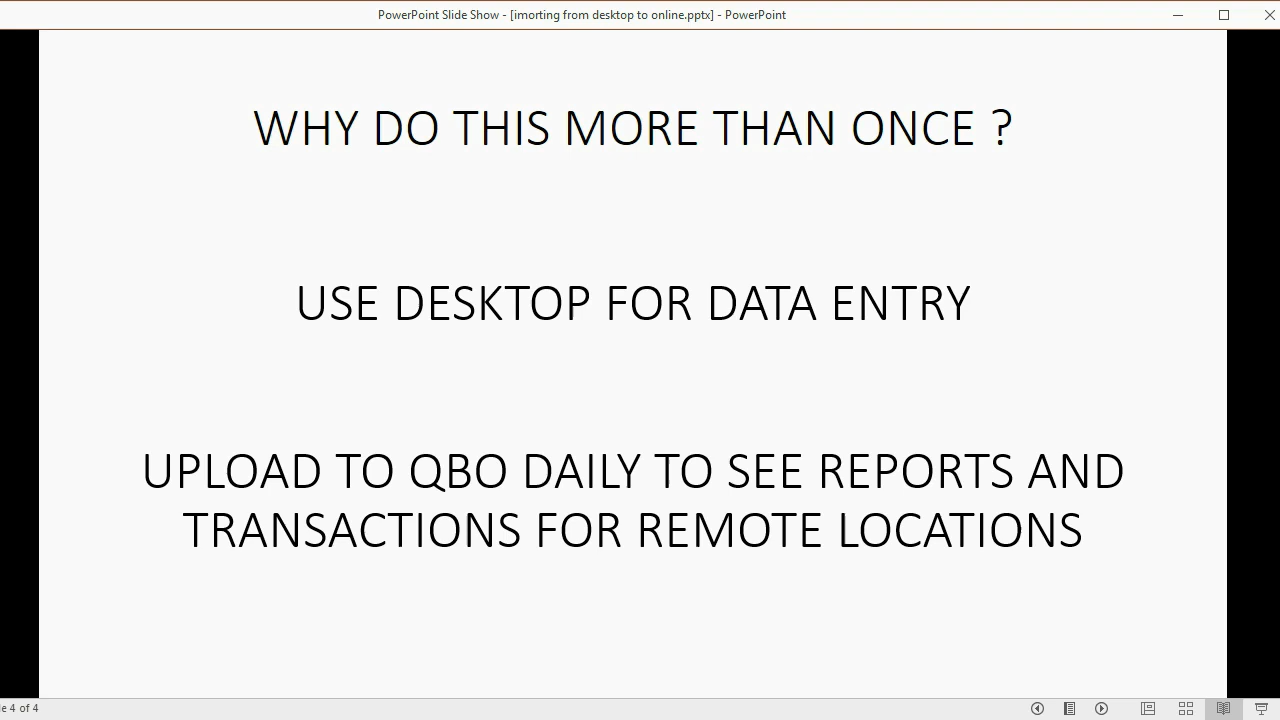 PowerPoint Slide Show - [imorting from desktop to online.pptx] - PowerPoint
WHY DO THIS MORE THAN ONCE ?
USE DESKTOP FOR DATA ENTRY
UPLOAD TO QBO DAILY TO SEE REPORTS AND
TRANSACTIONS FOR REMOTE LOCATIONS
e 4 of 4